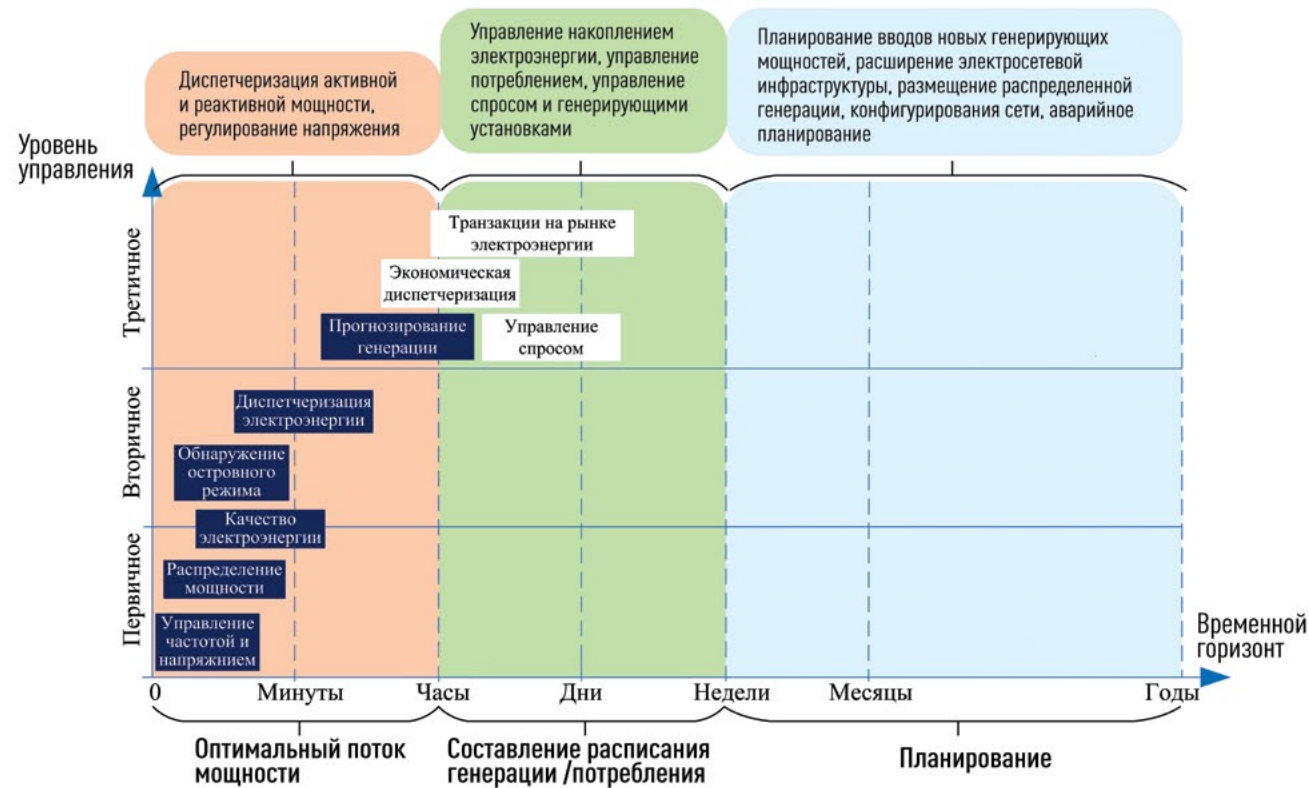 Диспетчеризация активной
и реактивной мощности,
регулирование напряжения
Управление накоплением
электроэнергии, управление
потреблением, управление
спросом и генерирующими
установками
Планирование вводов новых генерирующих
мощностей, расширение электросетевой
инфраструктуры, размещение распределенной
генерации, конфигурирования сети, аварийное
планирование
Уровень
управления
Третичное
Транзакции на рынке
электроэнергии
Экономическая
диспетчеризация
Прогнозирование
генерации
Управление
спросом
Вторичное
Диспетчеризация
электроэнергии
Обнаружение
островного
режима
Качество
электроэнергии
Первичное
Распределение
мощности
Управление
частотой и
напряжнием
Временной
горизонт
0
Минуты
Часы
Дни
Недели
Месяцы
Годы
Оптимальный поток
мощности
Составление расписания
генерации /потребления
Планирование